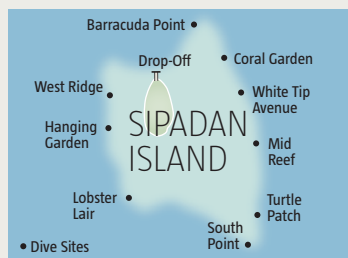 Barracuda Point
Drop-Off
Coral Garden
West Ridge
White Tip
Avenue
Hanging
Garden
SIPADAN
ISLAND
Mid
Reef
Lobster
Lair
Turtle
Patch
South
Point
Dive Sites